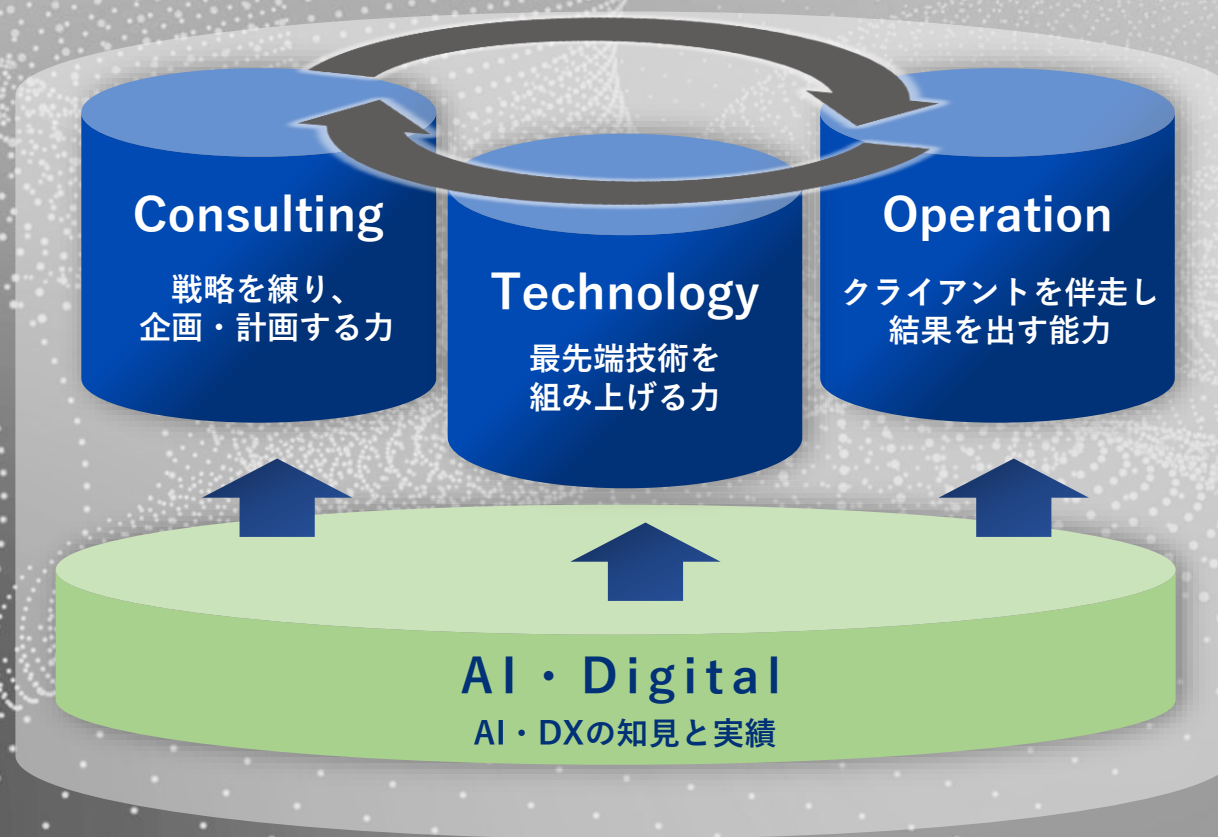 Consulting
戦略を練り、
企画・計画する力
Technology
最先端技術を
組み上げる力
Operation
クライアントを伴走し
結果を出す能力
AI・Digital
AI・DXの知見と実績